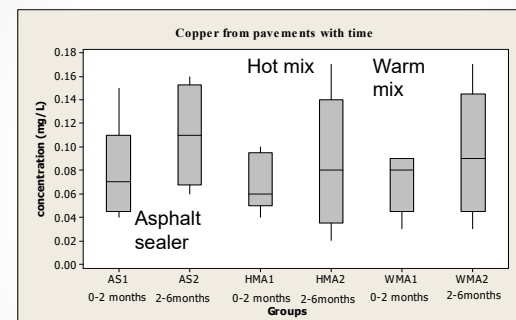 Copper from pavements with time
concentration (mg/L)
0.18
0.16
0.14
0.12
0.10
0.08
0.06
0.04
0.02
0.00
Hot mix
Warm
mix
Asphalt
sealer
AS1 AS2 HMA1 HMA2 WMA1 WMA2
0-2 months 2-6months 0-2 months 2-6months 0-2 months 2-6months
Groups